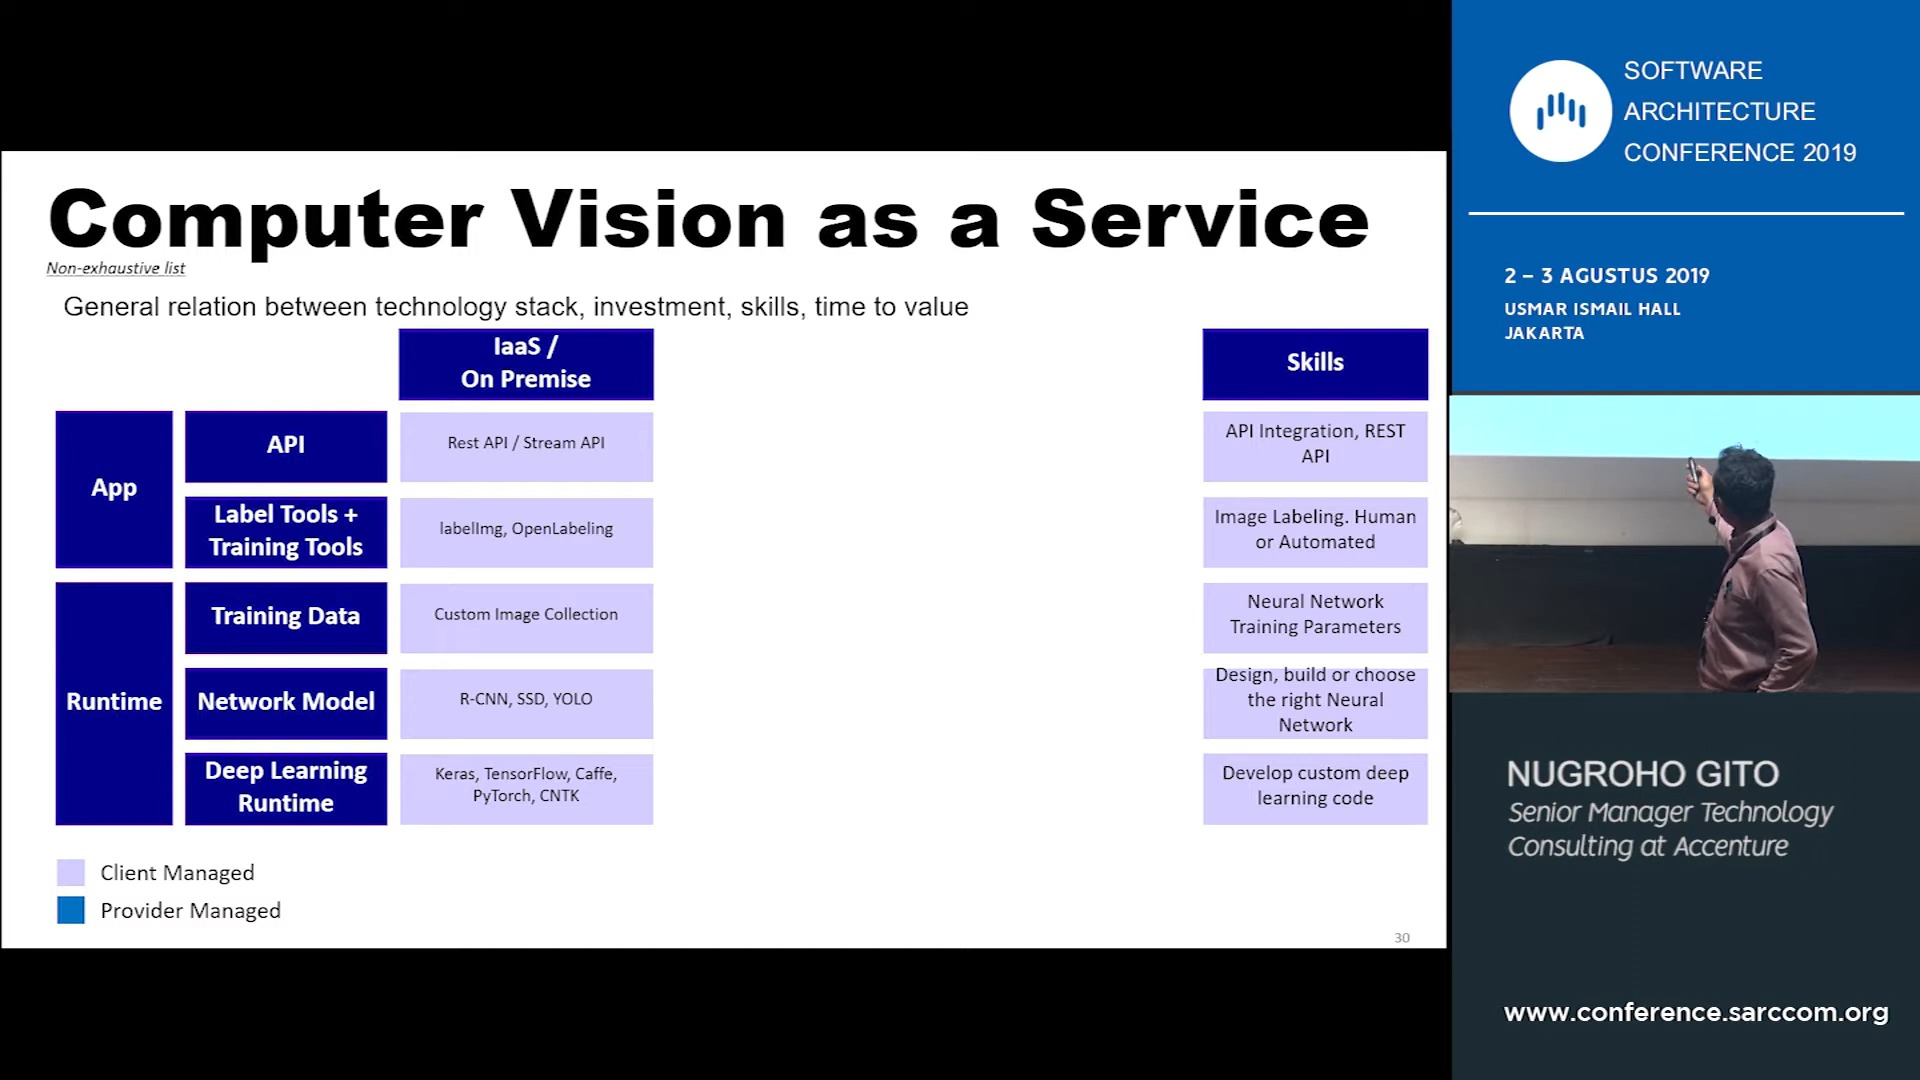 Computer Vision as a Service
Non-exhaustive list
General relation between technology stack, investment, skills, time to value
IaaS /
On Premise
Skills
App
API
Rest API / Stream API
API Integration, REST
API
Label Tools +
Training Tools
labelImg, OpenLabeling
Image Labeling. Human
or Automated
Runtime
Training Data
Custom Image Collection
Neural Network
Training Parameters
Network Model
R-CNN, SSD, YOLO
Design, build or choose
the right Neural
Network
Deep Learning
Runtime
Keras, TensorFlow, Caffe,
PyTorch, CNTK
Develop custom deep
learning code
Client Managed
Provider Managed
30
SOFTWARE
ARCHITECTURE
CONFERENCE 2019
2 – 3 AGUSTUS 2019
USMAR ISMAIL HALL
JAKARTA
NUGROHO GITO
Senior Manager Technology
Consulting at Accenture
www.conference.sarccom.org